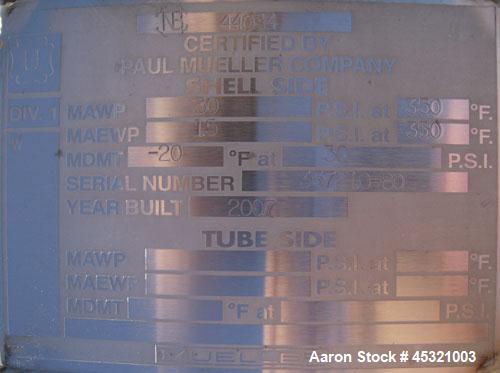 U
NB 44094
CERTIFIED BY
PAUL MUELLER COMPANY
SHELL SIDE
DIV. 1 MAWP 30 P.S.I. at 350 °F.
W MAEWP 15 P.S.I. at 350 °F.
MDMT -20 °F at 30 P.S.I.
SERIAL NUMBER
YEAR BUILT 2007
TUBE SIDE
MAWP P.S.I. at °F.
MAEWP P.S.I. at °F.
MDMT °F at P.S.I.
MUELLER
Aaron Stock # 45321003